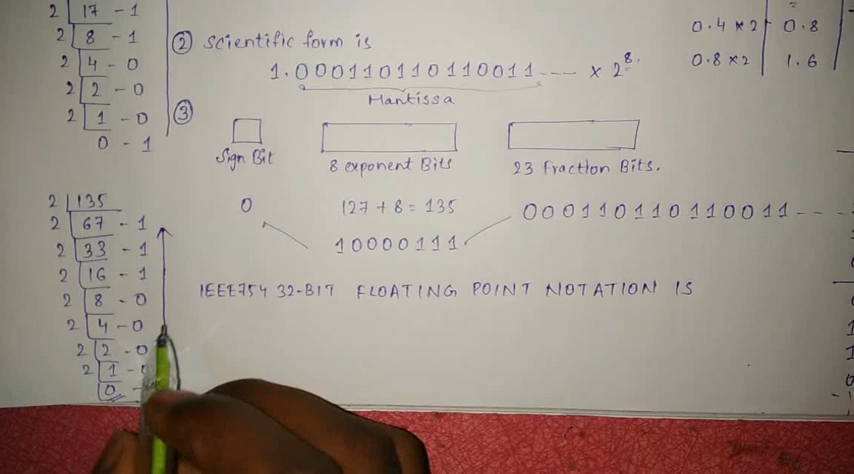 2 17 - 1
2 8 - 1
2 4 - 0
2 2 - 0
2 1 - 0
0 - 1
② Scientific form is
1.000110110110011---- × 2^8.
Mantissa
③
Sign Bit 8 exponent Bits 23 Fraction Bits.
0 127 + 8 = 135 000110110110011----
10000111
IEEE754 32-BIT FLOATING POINT NOTATION IS
2 135
2 67 - 1
2 33 - 1
2 16 - 1
2 8 - 0
2 4 - 0
2 2 - 0
2 1 - 0
0
0.4 × 2 0.8
0.8 × 2 1.6